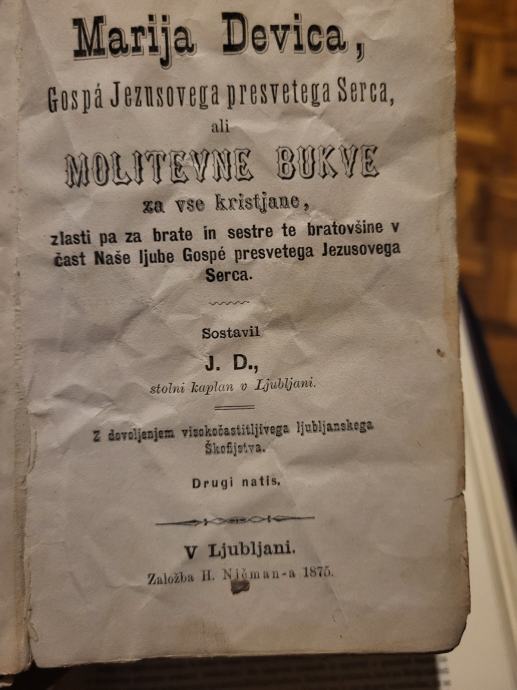 Marija Devica,
Gospá Jezusovega presvetega Serca,
ali
MOLITEVNE BUKVE
za vse kristjane,
zlasti pa za brate in sestre te bratovšine v
čast Naše ljube Gospé presvetega Jezusovega
Serca.
Sostavil
J. D.,
stolni kaplan v Ljubljani.
Z dovoljenjem visokočastitljivega ljubljanskega
Škofijstva.
Drugi natis.
V Ljubljani.
Založba H. Ničman-a 1875.